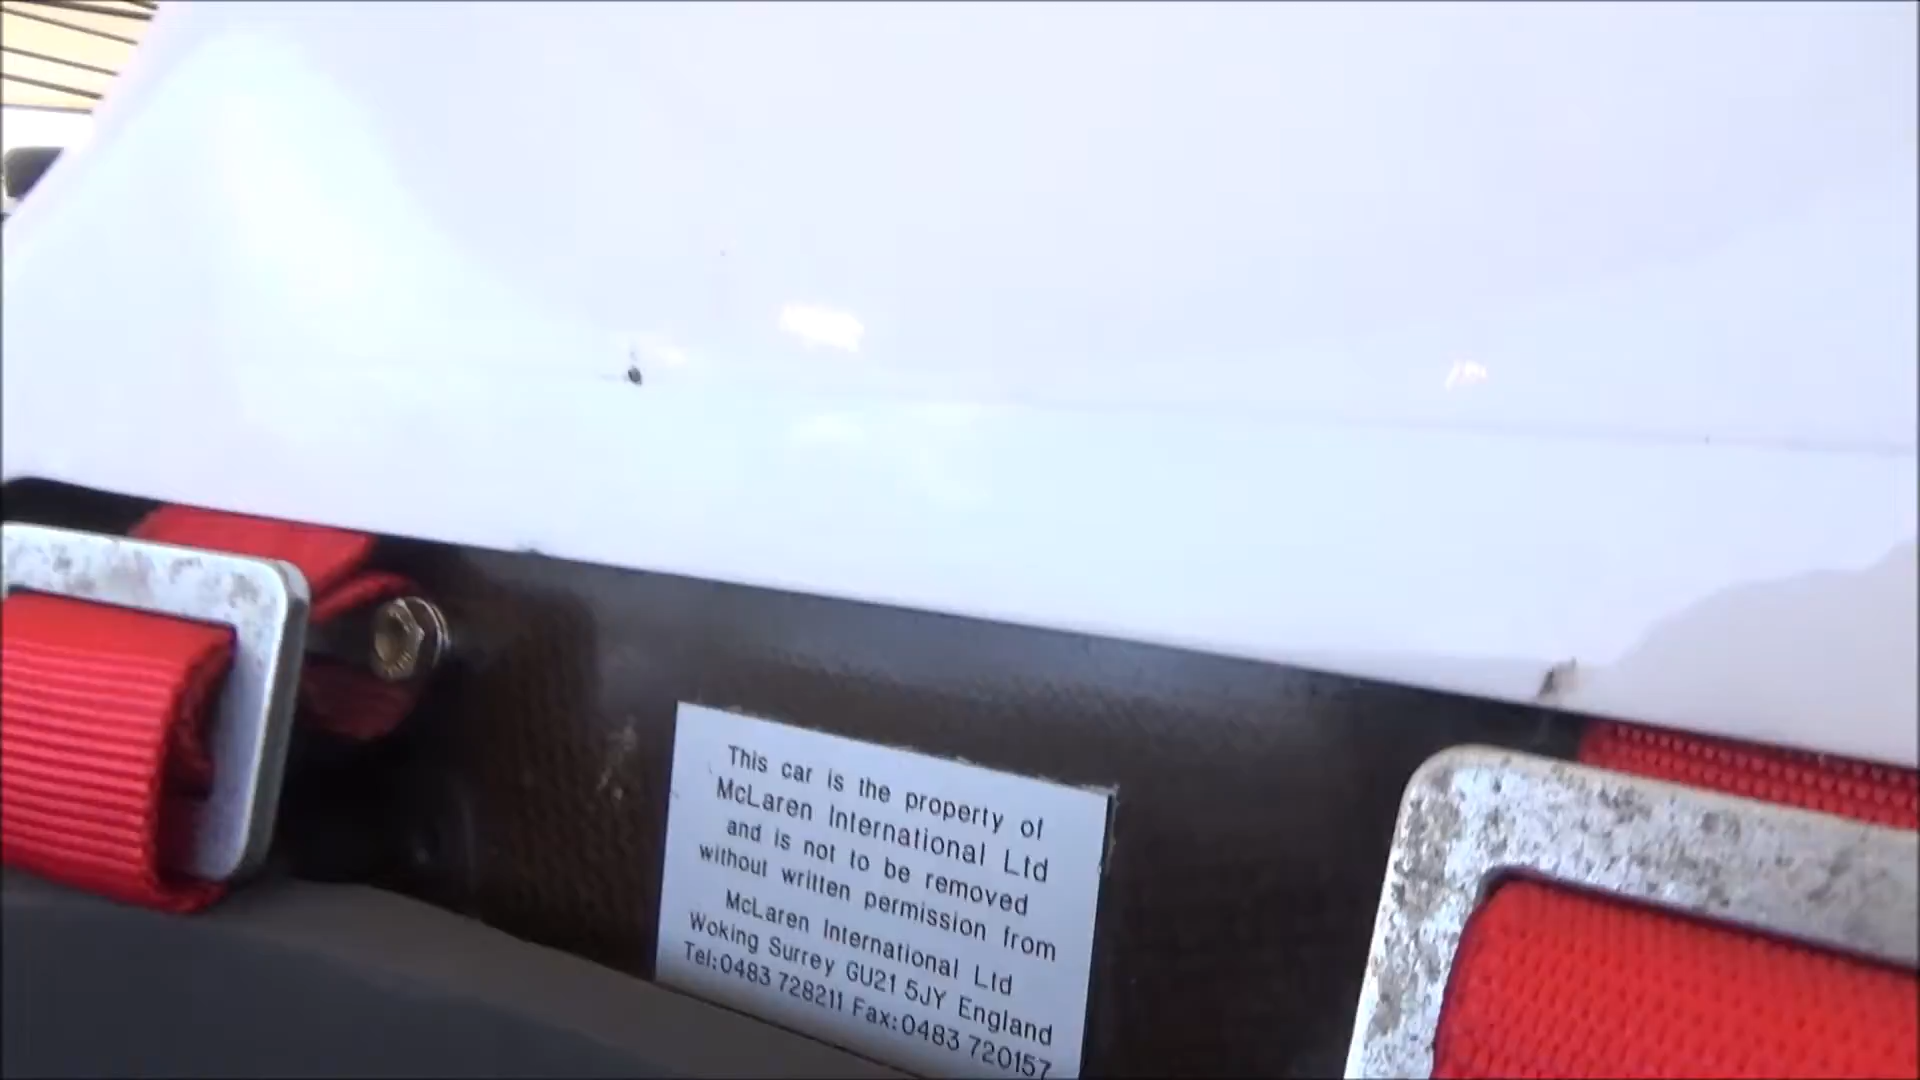 This car is the property of
McLaren International Ltd
and is not to be removed
without written permission from
McLaren International Ltd
Woking Surrey GU21 5JY England
Tel:0483 728211 Fax:0483 720157